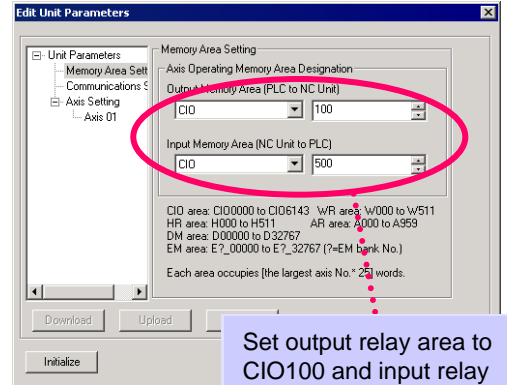 Edit Unit Parameters
Unit Parameters
Memory Area Sett
Communications S
Axis Setting
Axis 01
Memory Area Setting
Axis Operating Memory Area Designation
Output Memory Area (PLC to NC Unit)
CIO 100
Input Memory Area (NC Unit to PLC)
CIO 500
CIO area: CIO0000 to CIO6143 WR area: W000 to W511
HR area: H000 to H511 AR area: A000 to A959
DM area: D00000 to D32767
EM area: E?_00000 to E?_32767 (?=EM bank No.)
Each area occupies [the largest axis No.* 25] words.
Download Upload
Initialize
Set output relay area to
CIO100 and input relay